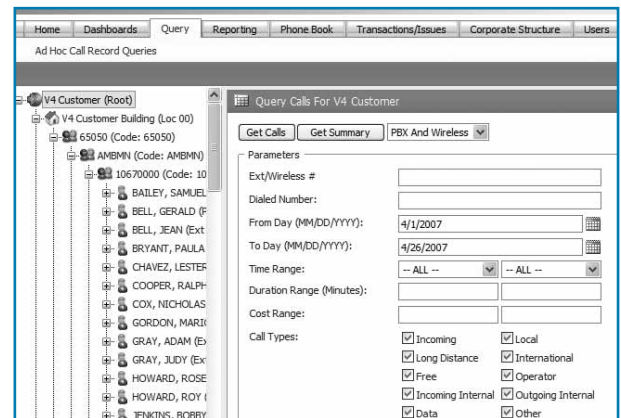 Home Dashboards Query Reporting Phone Book Transactions/Issues Corporate Structure Users
Ad Hoc Call Record Queries
V4 Customer (Root)
V4 Customer Building (Loc 00)
65050 (Code: 65050)
AMBMN (Code: AMBMN)
10670000 (Code: 10
BAILEY, SAMUEL
BELL, GERALD (F
BELL, JEAN (Ext
BRYANT, PAULA
CHAVEZ, LESTER
COOPER, RALPH
COX, NICHOLAS
GORDON, MARI
GRAY, ADAM (Ex
GRAY, JUDY (Ex
HOWARD, ROSE
HOWARD, ROY (
JENKINS, BOBBY
Query Calls For V4 Customer
Get Calls Get Summary PBX And Wireless
Parameters
Ext/Wireless #
Dialed Number:
From Day (MM/DD/YYYY): 4/1/2007
To Day (MM/DD/YYYY): 4/26/2007
Time Range: -- ALL -- -- ALL --
Duration Range (Minutes):
Cost Range:
Call Types: Incoming Local
Long Distance International
Free Operator
Incoming Internal Outgoing Internal
Data Other